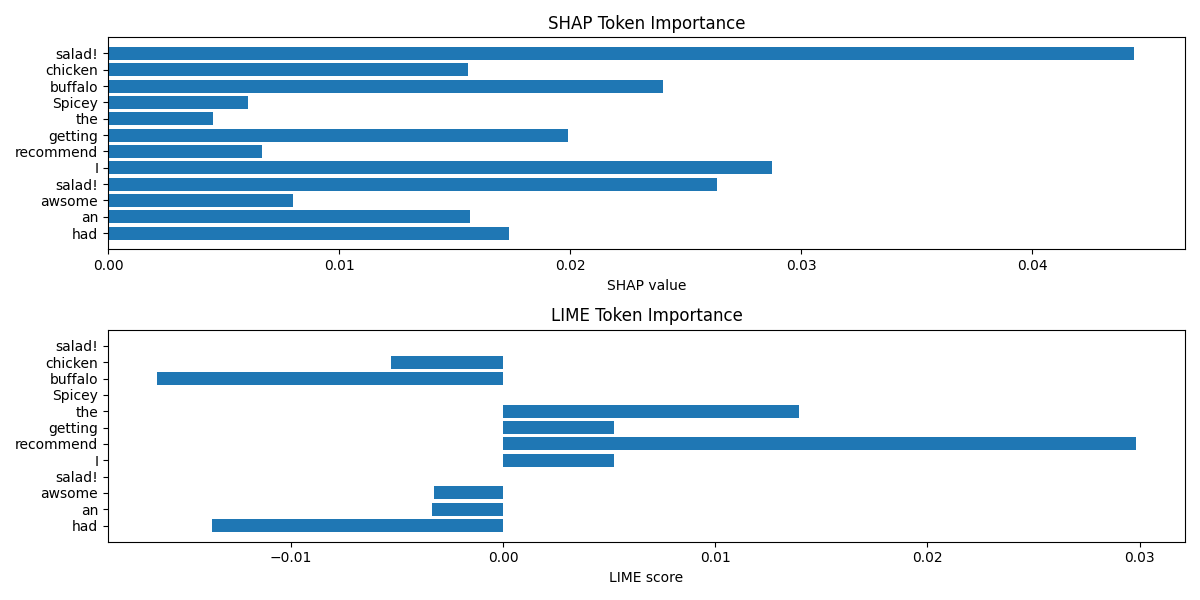 SHAP Token Importance
salad!
chicken
buffalo
Spicey
the
getting
recommend
I
salad!
awsome
an
had
0.00 0.01 0.02 0.03 0.04
SHAP value
LIME Token Importance
salad!
chicken
buffalo
Spicey
the
getting
recommend
I
salad!
awsome
an
had
−0.01 0.00 0.01 0.02 0.03
LIME score